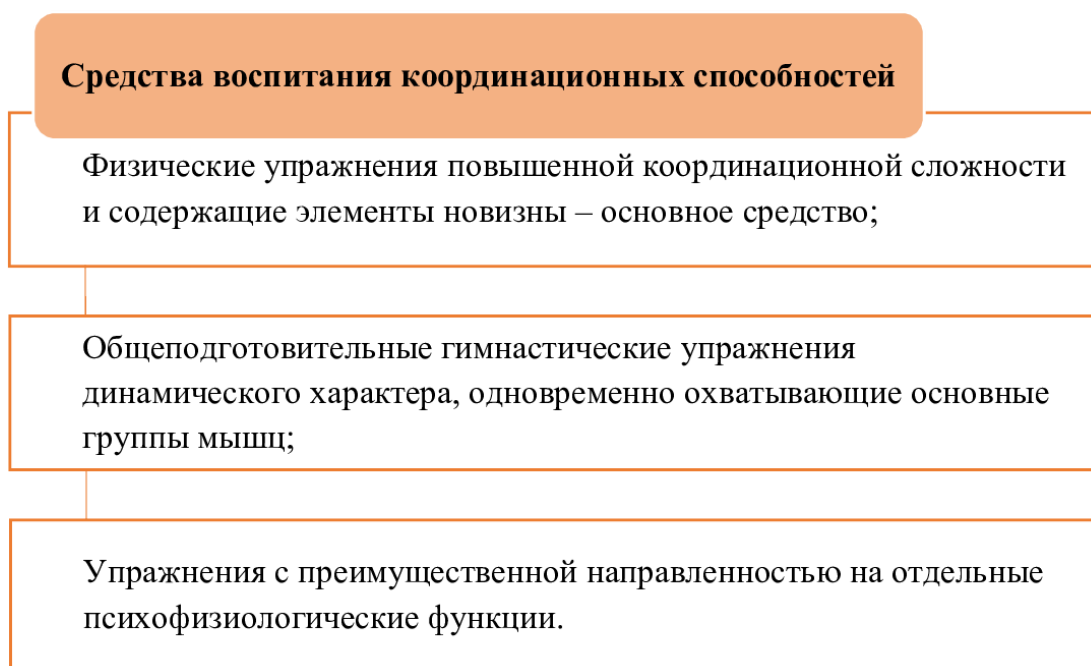 Средства воспитания координационных способностей
Физические упражнения повышенной координационной сложности
и содержащие элементы новизны – основное средство;
Общеподготовительные гимнастические упражнения
динамического характера, одновременно охватывающие основные
группы мышц;
Упражнения с преимущественной направленностью на отдельные
психофизиологические функции.